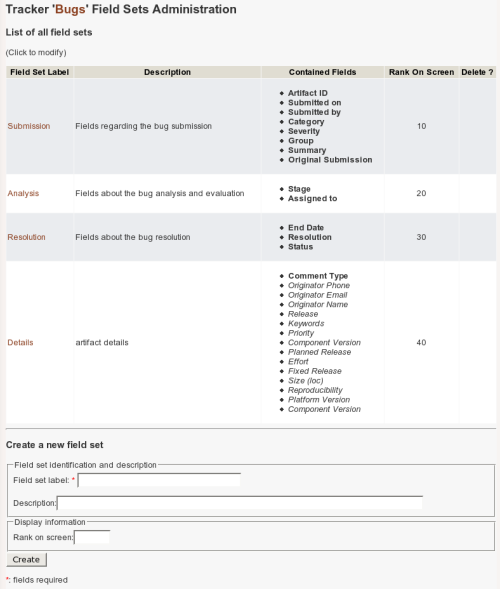 Tracker 'Bugs' Field Sets Administration
List of all field sets
(Click to modify)
Field Set Label Description Contained Fields Rank On Screen Delete ?
Submission Fields regarding the bug submission
Artifact ID
Submitted on
Submitted by
Category
Severity
Group
Summary
Original Submission
10
Analysis Fields about the bug analysis and evaluation
Stage
Assigned to
20
Resolution Fields about the bug resolution
End Date
Resolution
Status
30
Details artifact details
Comment Type
Originator Phone
Originator Email
Originator Name
Release
Keywords
Priority
Component Version
Planned Release
Effort
Fixed Release
Size (loc)
Reproducibility
Platform Version
Component Version
40
Create a new field set
Field set identification and description
Field set label: *
Description:
Display information
Rank on screen:
Create
*: fields required